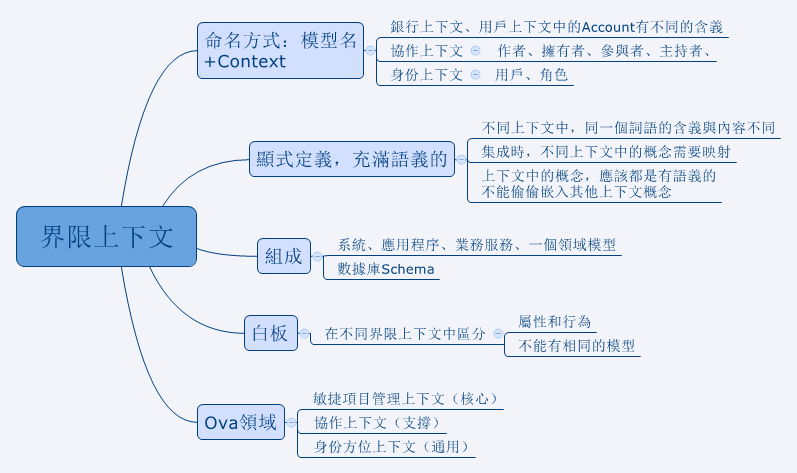 界限上下文
命名方式：模型名
+Context
銀行上下文、用戶上下文中的Account有不同的含義
協作上下文
作者、擁有者、參與者、主持者、
身份上下文
用戶、角色
顯式定義，充滿語義的
不同上下文中，同一個詞語的含義與內容不同
集成時，不同上下文中的概念需要映射
上下文中的概念，應該都是有語義的
不能偷偷嵌入其他上下文概念
組成
系統、應用程序、業務服務、一個領域模型
數據庫Schema
白板
在不同界限上下文中區分
屬性和行為
不能有相同的模型
Ova領域
敏捷項目管理上下文（核心）
協作上下文（支撐）
身份方位上下文（通用）